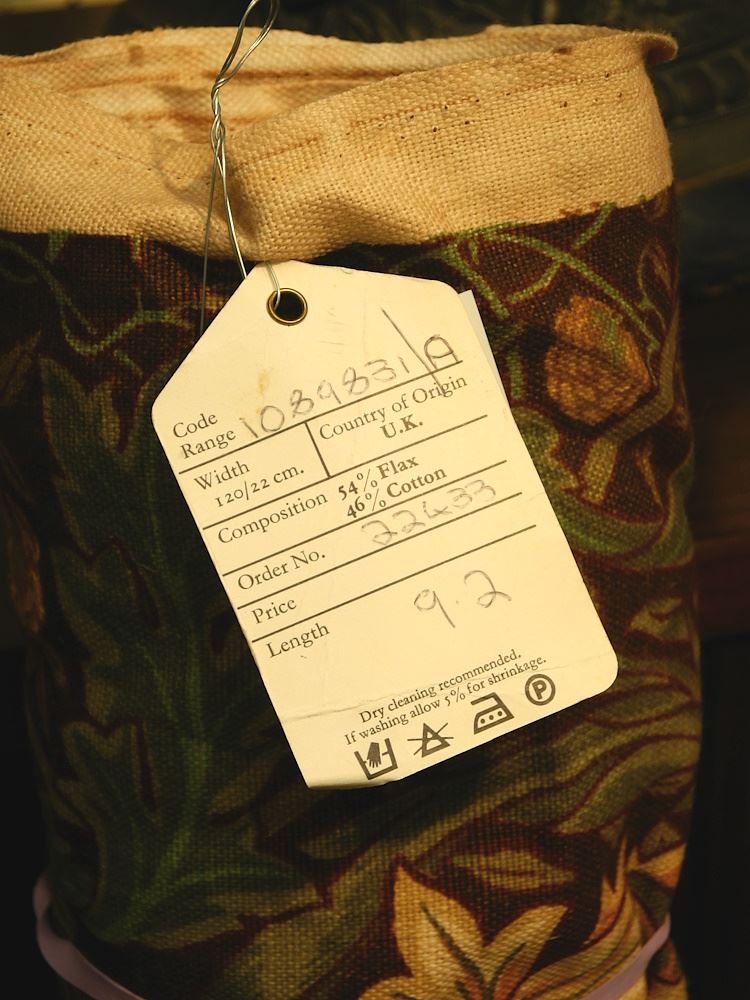 Code
Range 1089831/A
Width
120/22 cm.
Country of Origin
U.K.
Composition 54% Flax
46% Cotton
Order No. 22433
Price
Length 9.2
Dry cleaning recommended.
If washing allow 5% for shrinkage.
P